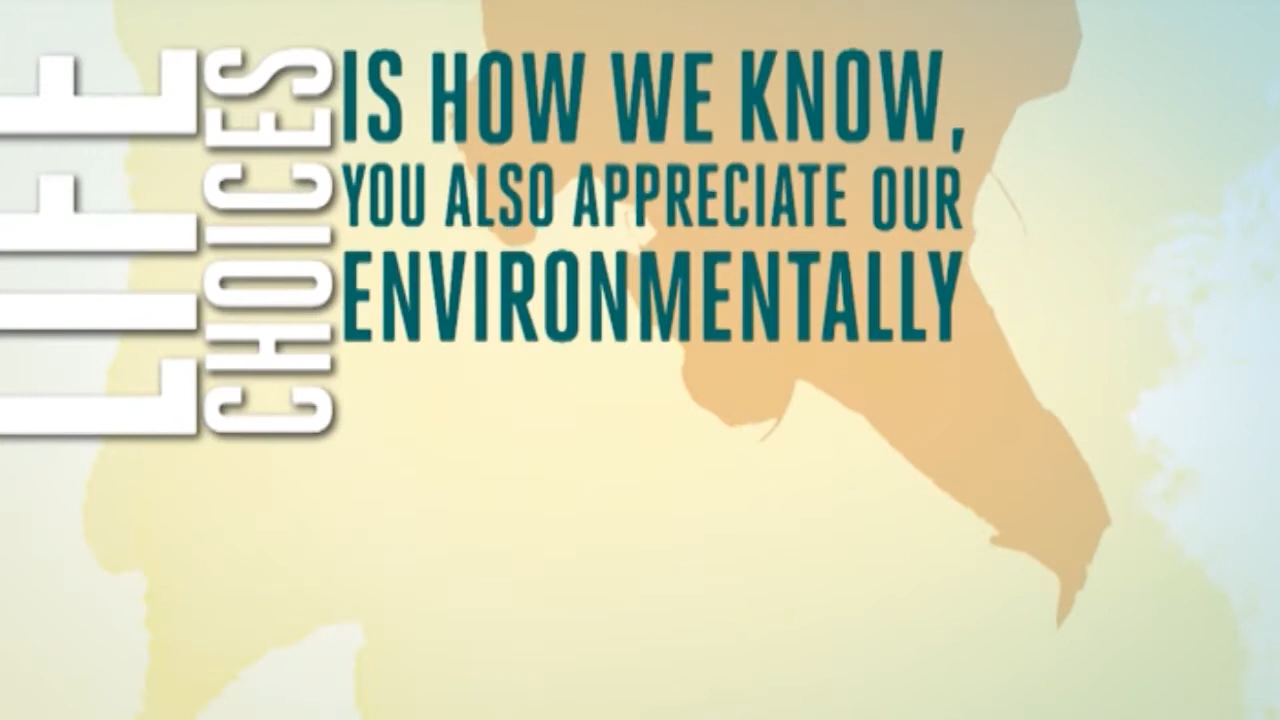 LIFE
CHOICES
IS HOW WE KNOW,
YOU ALSO APPRECIATE OUR
ENVIRONMENTALLY